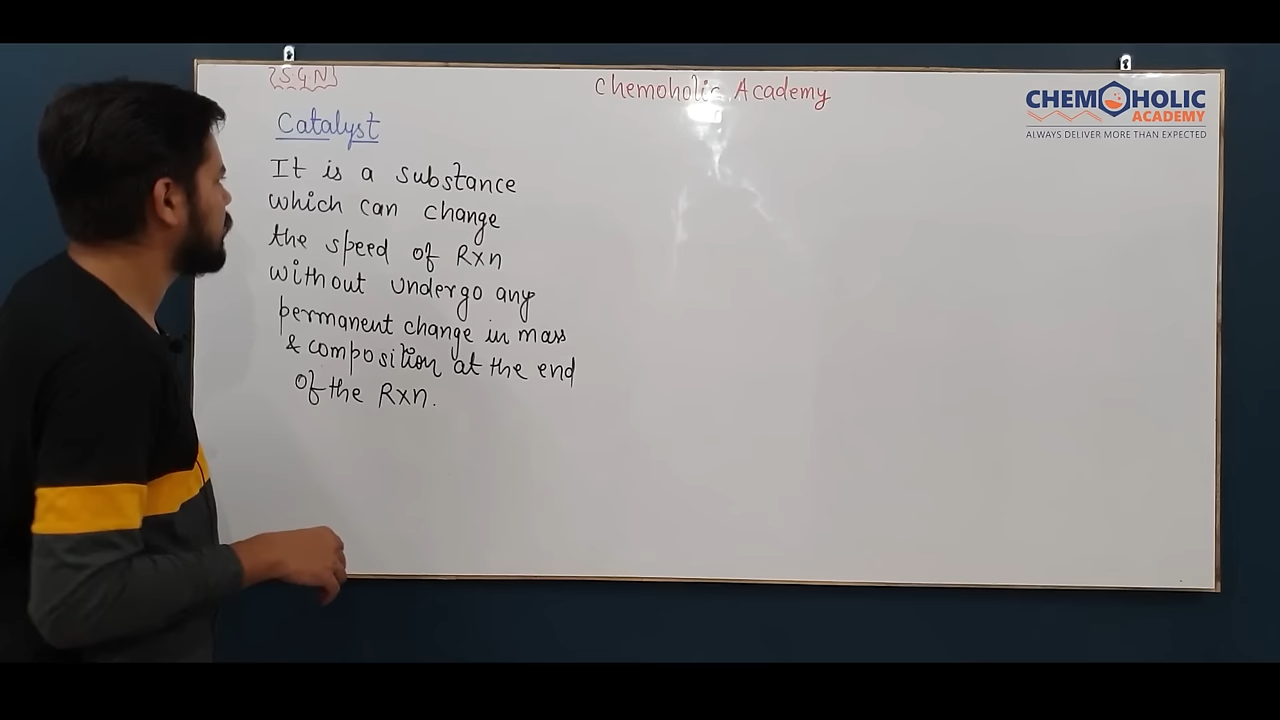 {S G N}
Chemoholic Academy
CHEMOHOLIC
ACADEMY
ALWAYS DELIVER MORE THAN EXPECTED
Catalyst
It is a substance
which can change
the speed of Rxn
without undergo any
permanent change in mass
& composition at the end
of the Rxn.